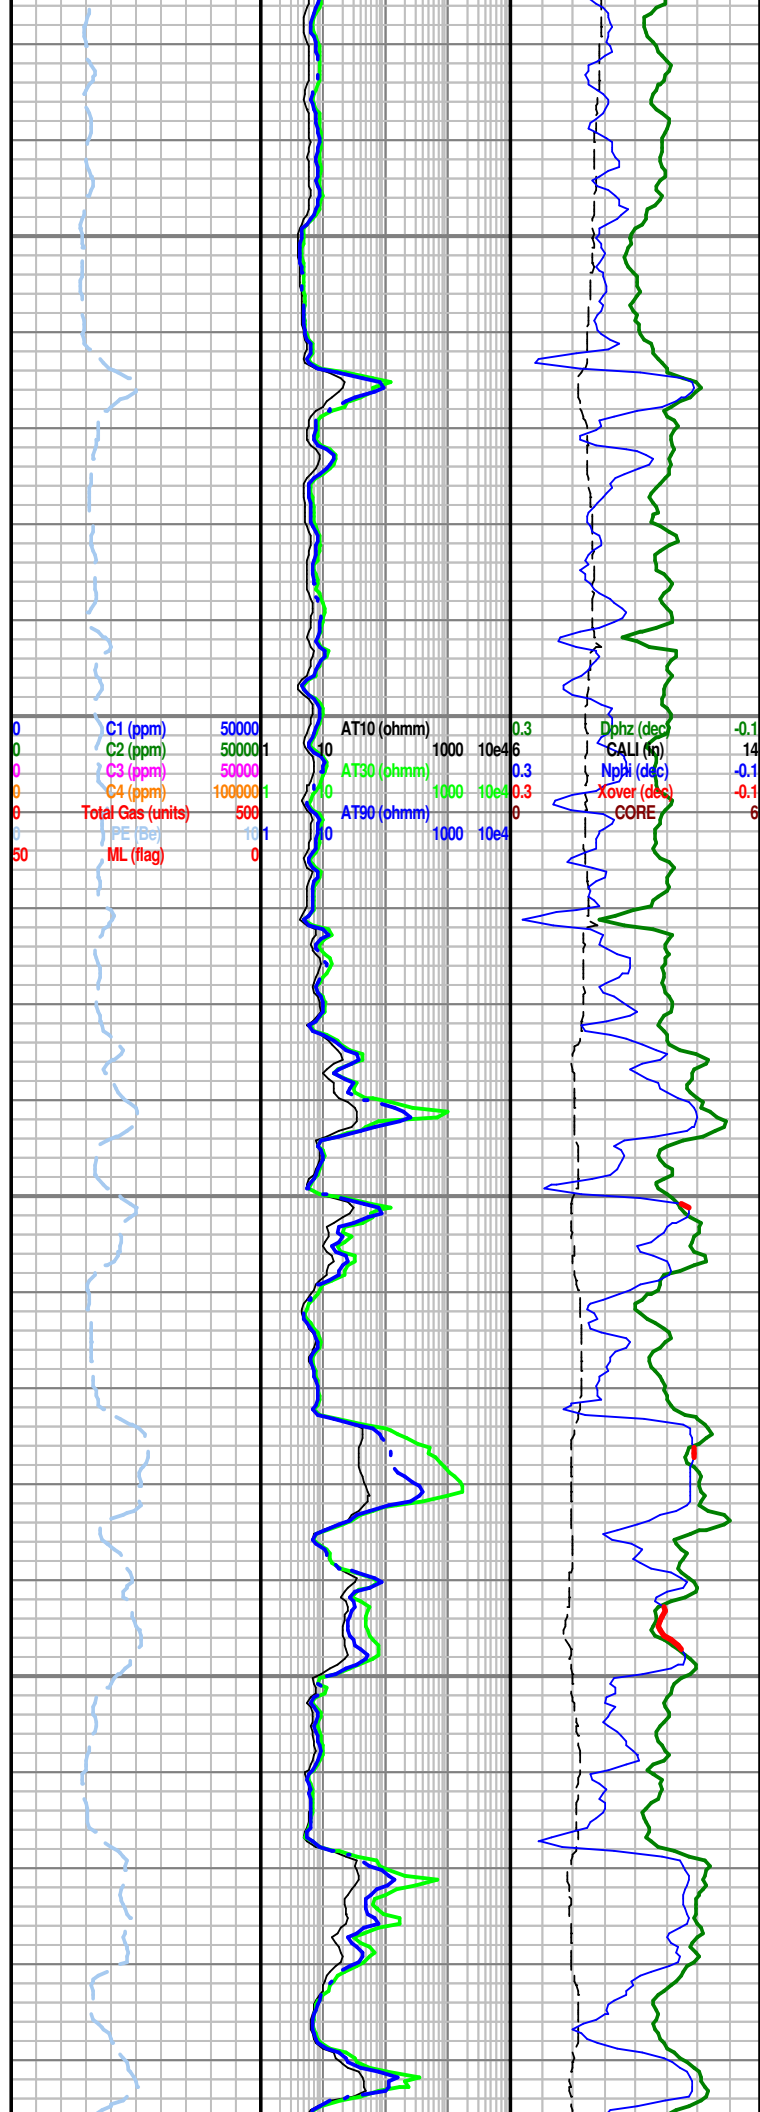 0 C1 (ppm) 50000 AT10 (ohmm) 0.3 Dphz (dec) -0.1
0 C2 (ppm) 50000 1 10 1000 10e4 6 CALI (in) 14
0 C3 (ppm) 50000 AT30 (ohmm) 0.3 Nphi (dec) -0.1
0 C4 (ppm) 100000 1 10 1000 10e4 0.3 Xover (dec) -0.1
0 Total Gas (units) 500 AT90 (ohmm) 0 CORE 6
0 PE (Be) 10 1 10 1000 10e4
50 ML (flag) 0